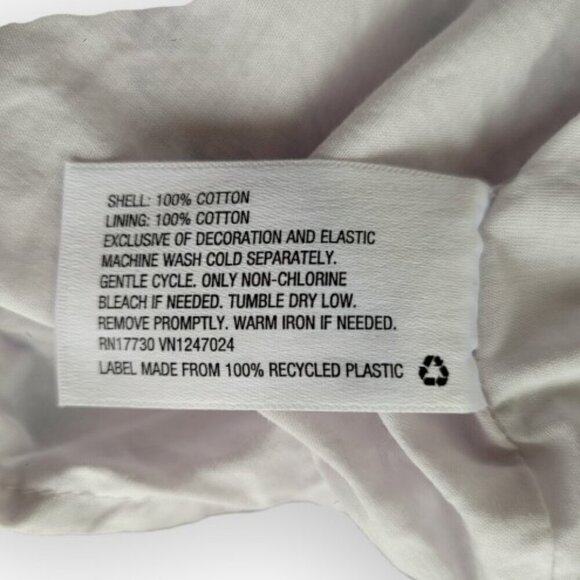 SHELL: 100% COTTON
LINING: 100% COTTON
EXCLUSIVE OF DECORATION AND ELASTIC
MACHINE WASH COLD SEPARATELY.
GENTLE CYCLE. ONLY NON-CHLORINE
BLEACH IF NEEDED. TUMBLE DRY LOW.
REMOVE PROMPTLY. WARM IRON IF NEEDED.
RN17730 VN1247024
LABEL MADE FROM 100% RECYCLED PLASTIC